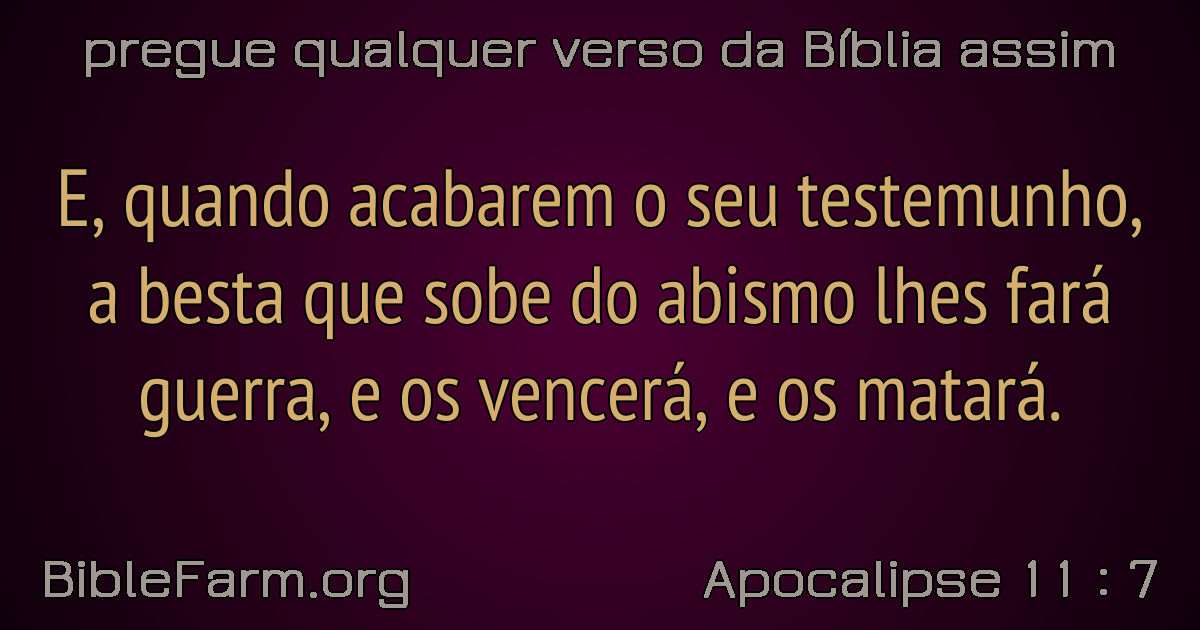 pregue qualquer verso da Bíblia assim
E, quando acabarem o seu testemunho,
a besta que sobe do abismo lhes fará
guerra, e os vencerá, e os matará.
BibleFarm.org
Apocalipse 11 : 7